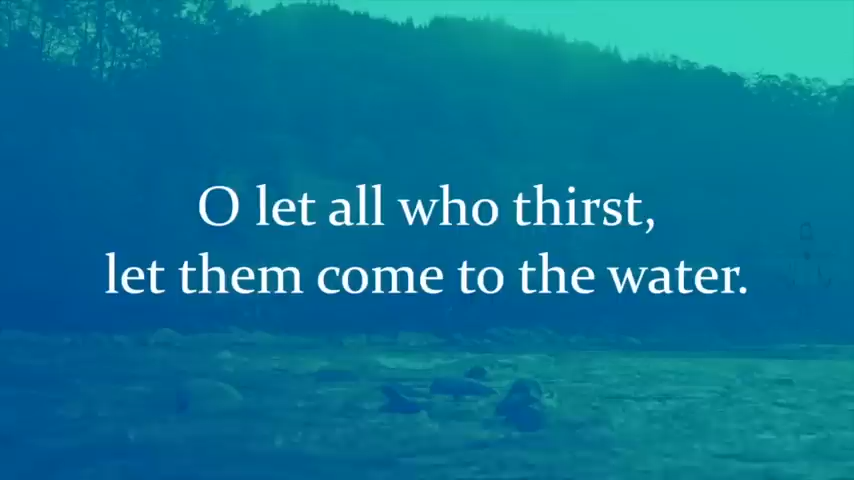 O let all who thirst,
let them come to the water.